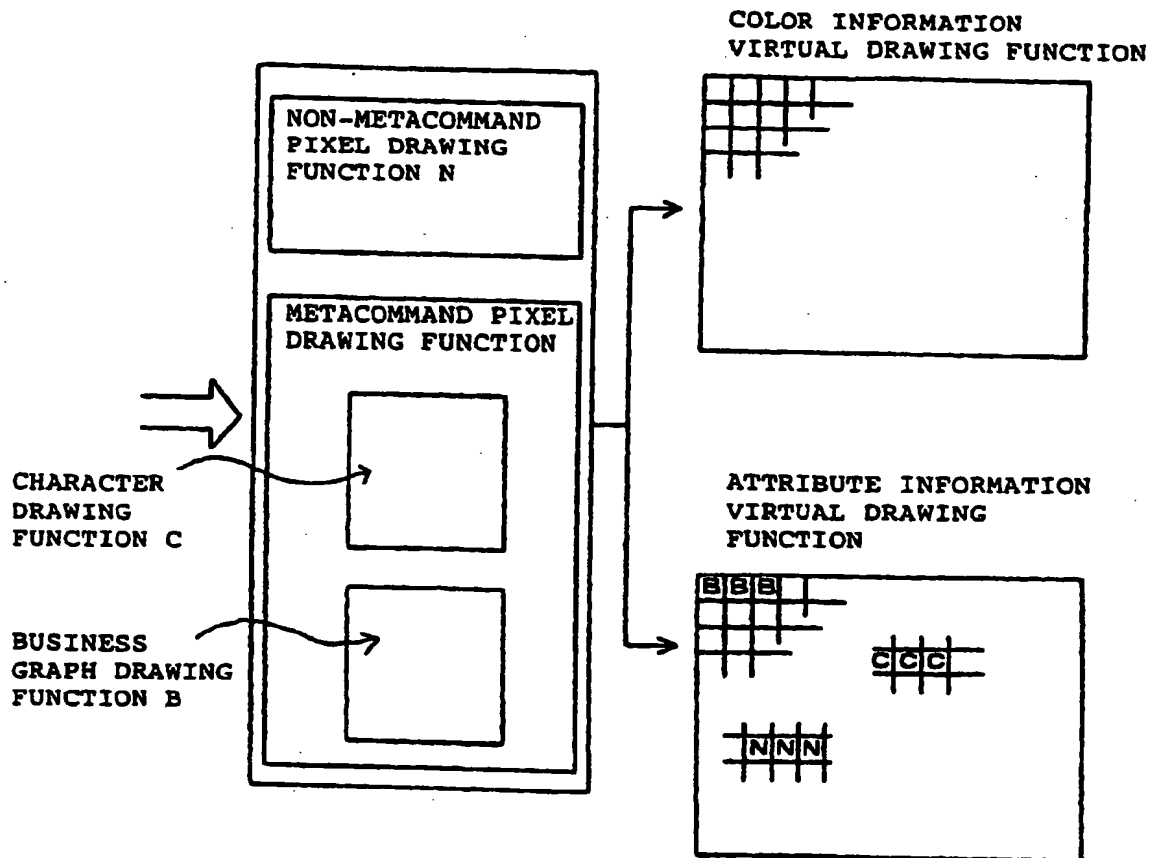 COLOR INFORMATION
VIRTUAL DRAWING FUNCTION
NON-METACOMMAND
PIXEL DRAWING
FUNCTION N
METACOMMAND PIXEL
DRAWING FUNCTION
CHARACTER
DRAWING
FUNCTION C
BUSINESS
GRAPH DRAWING
FUNCTION B
ATTRIBUTE INFORMATION
VIRTUAL DRAWING
FUNCTION
B B B
C C C
N N N